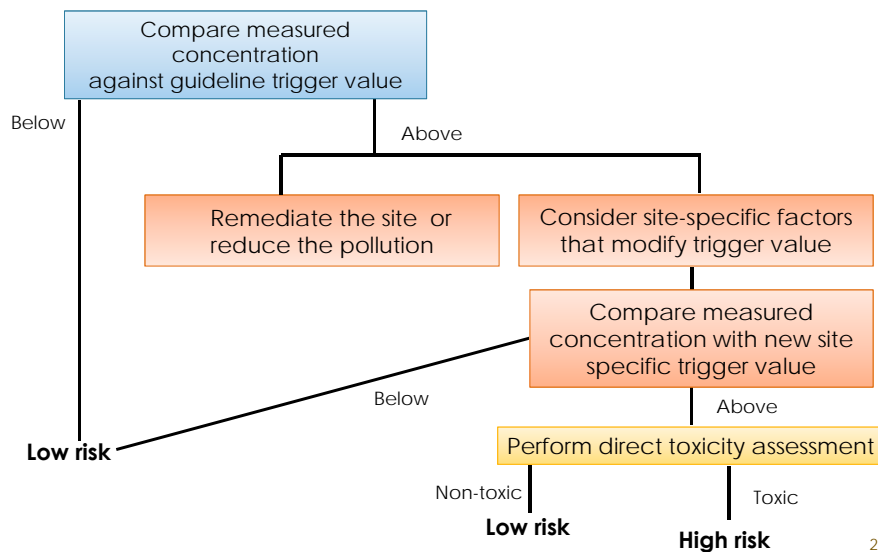 Compare measured
concentration
against guideline trigger value
Below
Above
Remediate the site or
reduce the pollution
Consider site-specific factors
that modify trigger value
Compare measured
concentration with new site
specific trigger value
Below
Above
Low risk
Perform direct toxicity assessment
Non-toxic
Toxic
Low risk
High risk
2